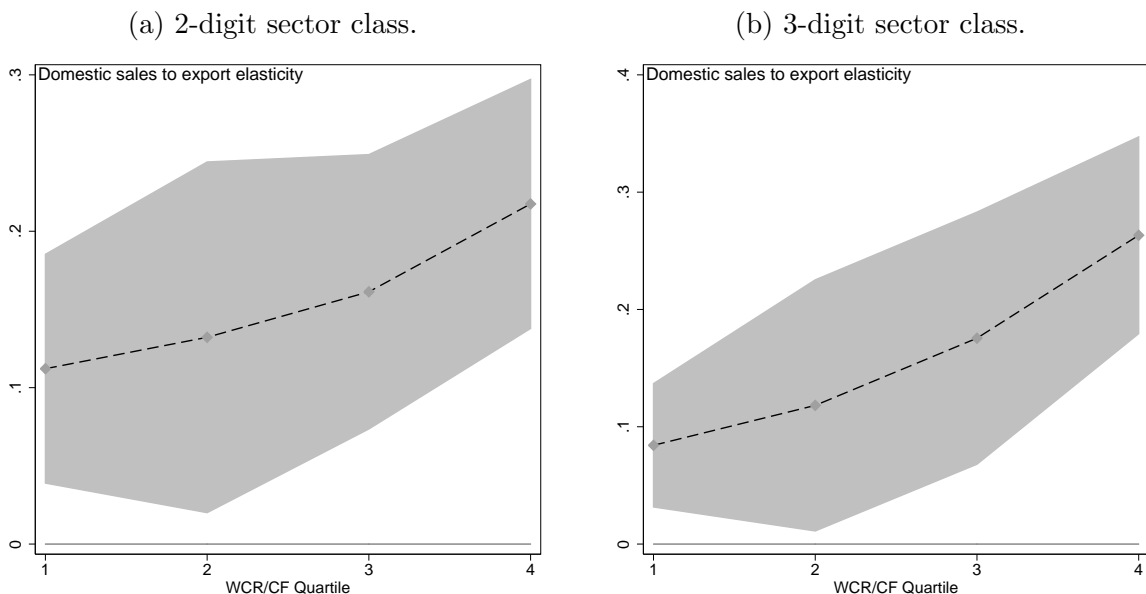 (a) 2-digit sector class.
Domestic sales to export elasticity
.3
.2
.1
0
1 2 3 4
WCR/CF Quartile
(b) 3-digit sector class.
Domestic sales to export elasticity
.4
.3
.2
.1
0
1 2 3 4
WCR/CF Quartile